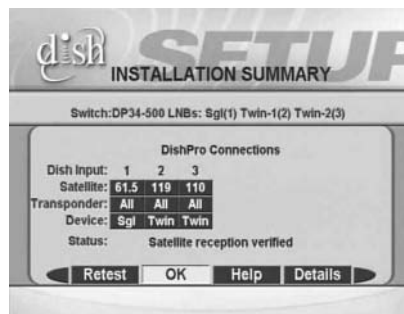 dish
SETUP
INSTALLATION SUMMARY
Switch:DP34-500 LNBs: Sgl(1) Twin-1(2) Twin-2(3)
DishPro Connections
Dish Input: 1 2 3
Satellite: 61.5 119 110
Transponder: All All All
Device: Sgl Twin Twin
Status: Satellite reception verified
Retest OK Help Details